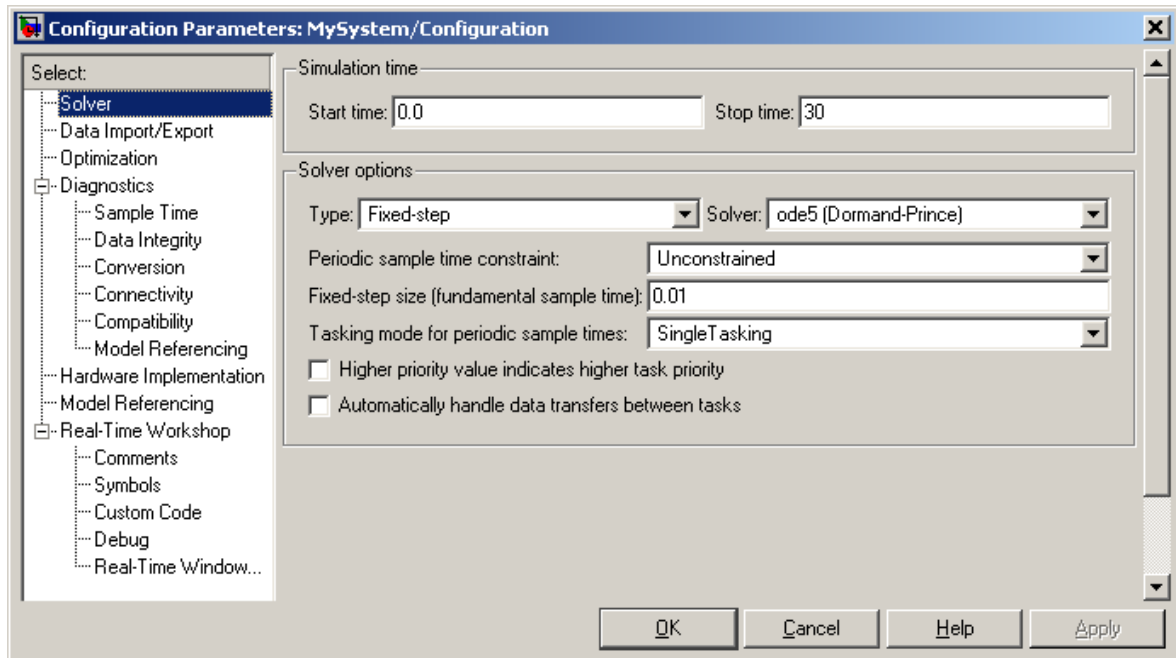 Configuration Parameters: MySystem/Configuration
Select:
Solver
Data Import/Export
Optimization
Diagnostics
Sample Time
Data Integrity
Conversion
Connectivity
Compatibility
Model Referencing
Hardware Implementation
Model Referencing
Real-Time Workshop
Comments
Symbols
Custom Code
Debug
Real-Time Window...
Simulation time
Start time: 0.0 Stop time: 30
Solver options
Type: Fixed-step Solver: ode5 (Dormand-Prince)
Periodic sample time constraint: Unconstrained
Fixed-step size (fundamental sample time): 0.01
Tasking mode for periodic sample times: SingleTasking
Higher priority value indicates higher task priority
Automatically handle data transfers between tasks
OK Cancel Help Apply